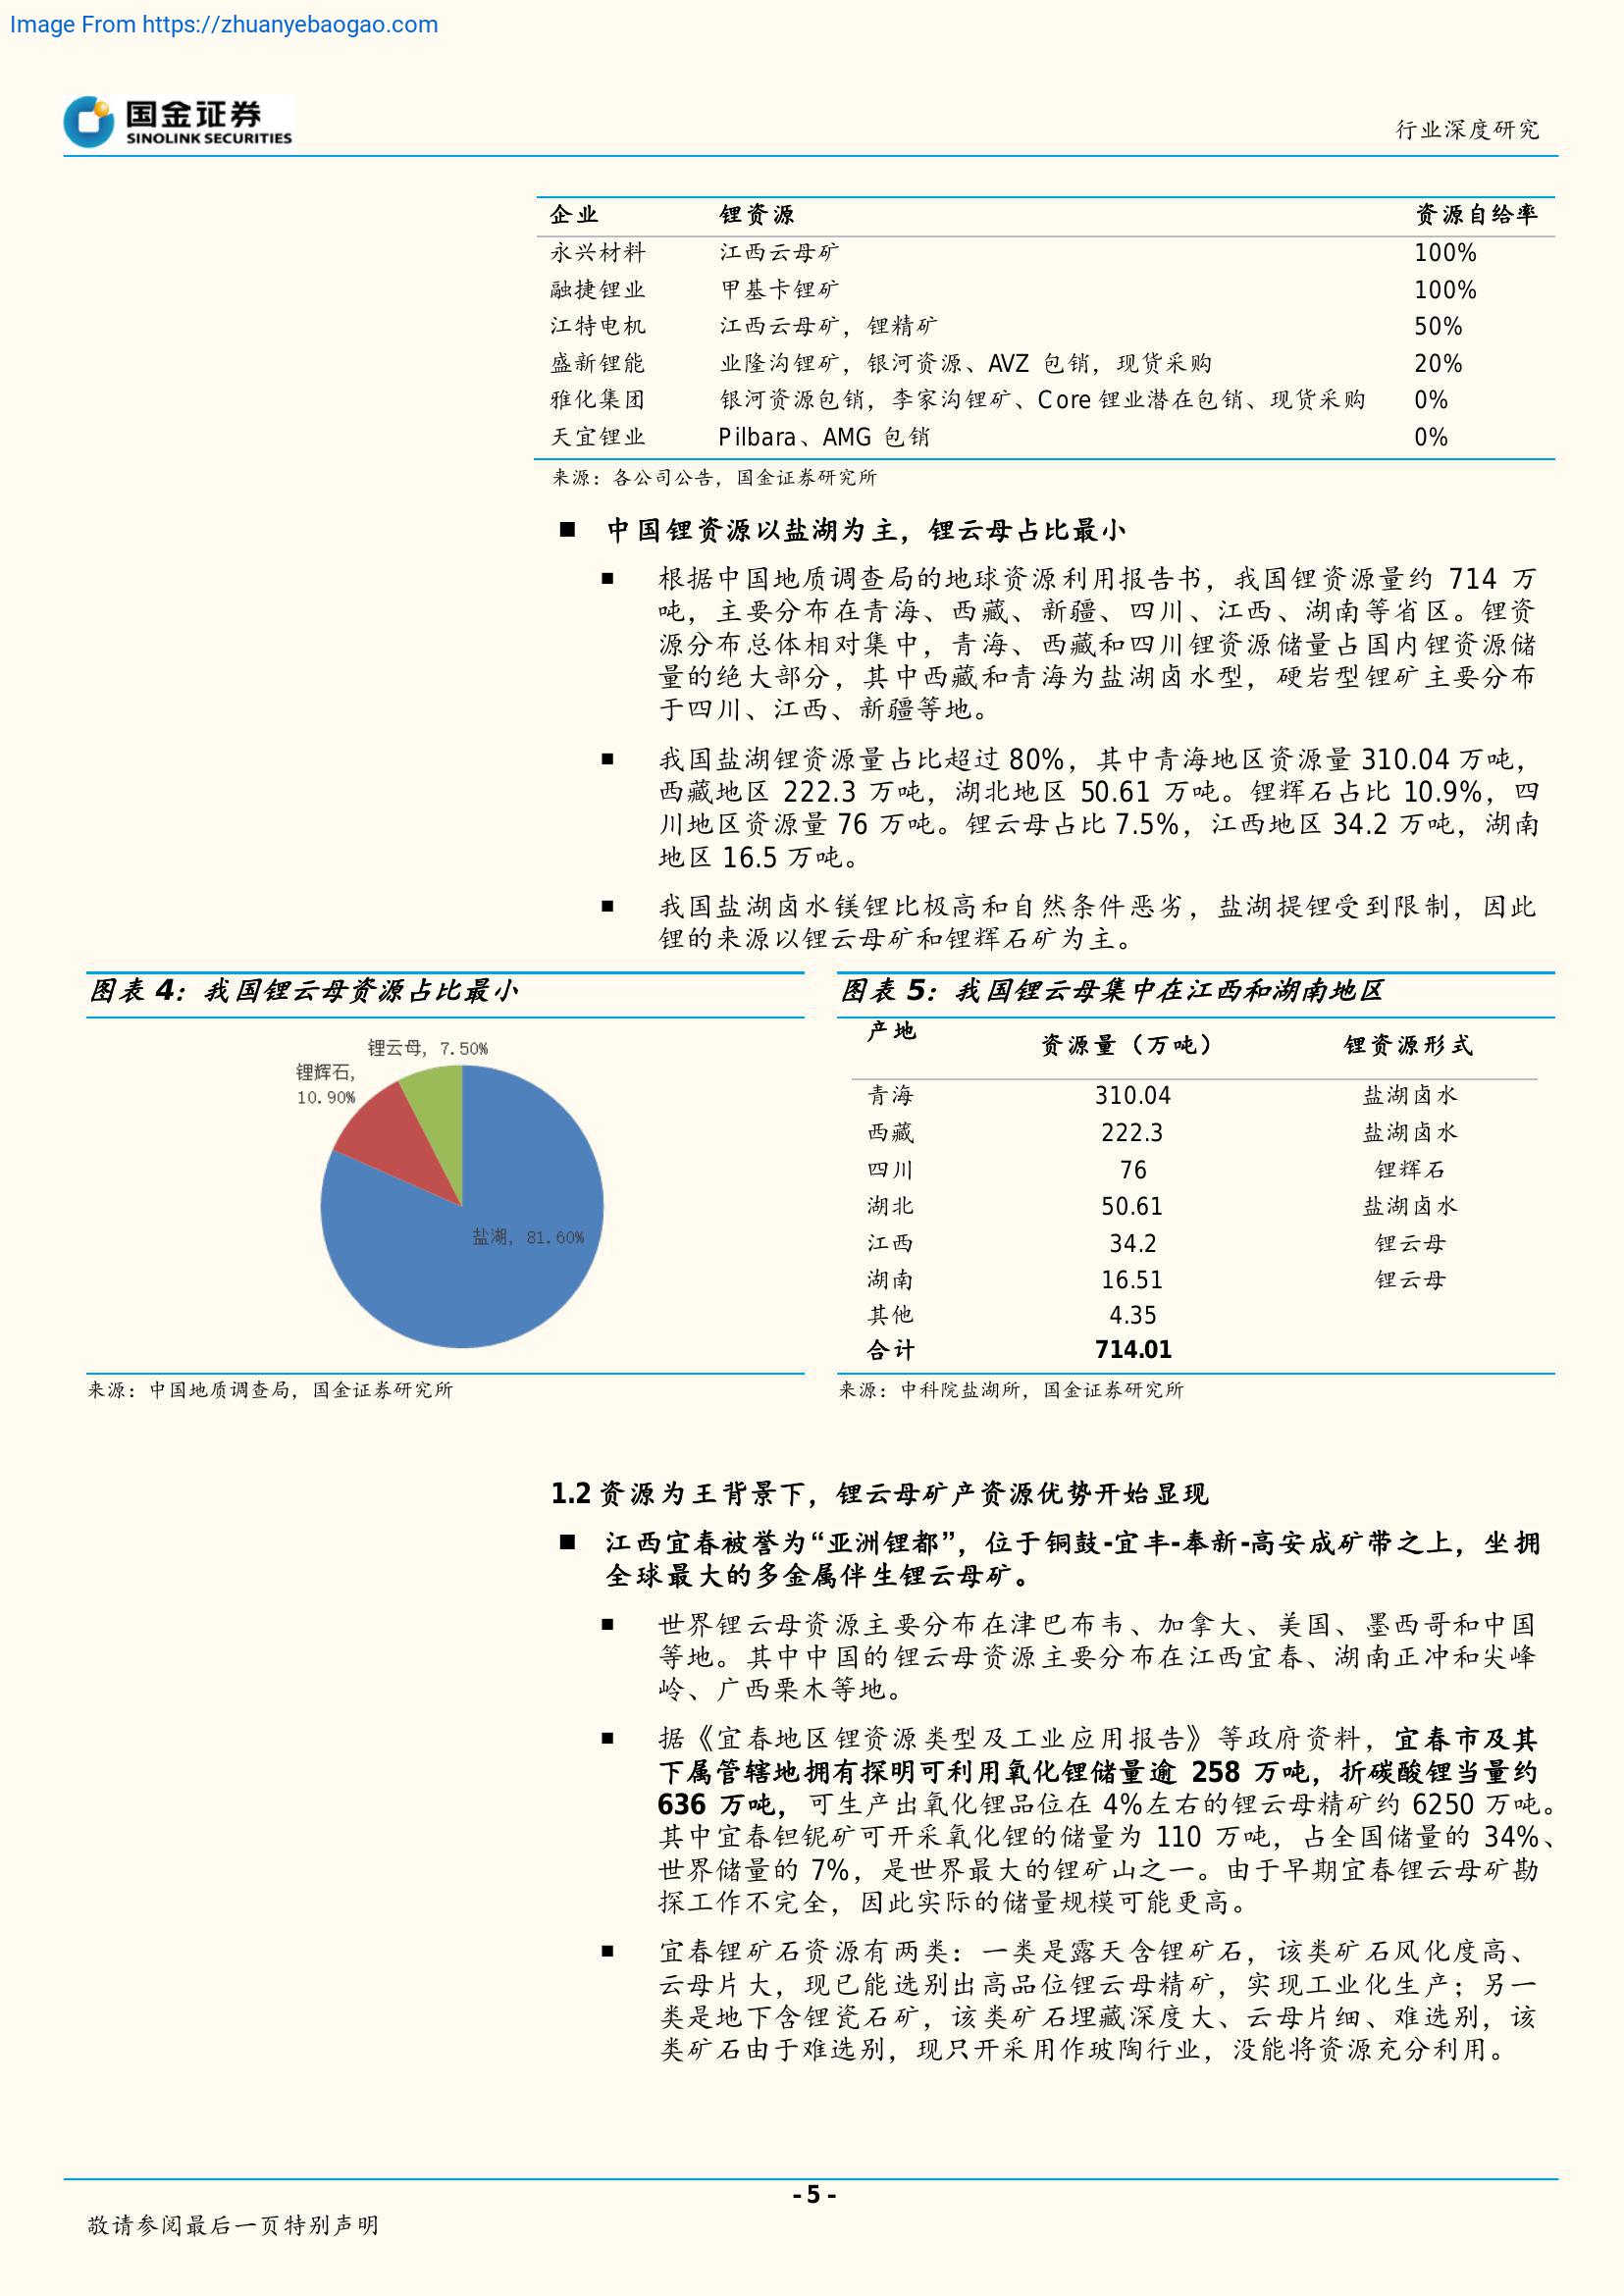 Image From https://zhuanyebaogao.com
国金证券
SINOLINK SECURITIES
行业深度研究
企业 锂资源 资源自给率
永兴材料 江西云母矿 100%
融捷锂业 甲基卡锂矿 100%
江特电机 江西云母矿，锂精矿 50%
盛新锂能 业隆沟锂矿，银河资源、AVZ 包销，现货采购 20%
雅化集团 银河资源包销，李家沟锂矿、Core 锂业潜在包销、现货采购 0%
天宜锂业 Pilbara、AMG 包销 0%
来源：各公司公告，国金证券研究所
■ 中国锂资源以盐湖为主，锂云母占比最小
■ 根据中国地质调查局的地球资源利用报告书，我国锂资源量约 714 万
吨，主要分布在青海、西藏、新疆、四川、江西、湖南等省区。锂资
源分布总体相对集中，青海、西藏和四川锂资源储量占国内锂资源储
量的绝大部分，其中西藏和青海为盐湖卤水型，硬岩型锂矿主要分布
于四川、江西、新疆等地。
■ 我国盐湖锂资源量占比超过 80%，其中青海地区资源量 310.04 万吨，
西藏地区 222.3 万吨，湖北地区 50.61 万吨。锂辉石占比 10.9%，四
川地区资源量 76 万吨。锂云母占比 7.5%，江西地区 34.2 万吨，湖南
地区 16.5 万吨。
■ 我国盐湖卤水镁锂比极高和自然条件恶劣，盐湖提锂受到限制，因此
锂的来源以锂云母矿和锂辉石矿为主。
图表 4：我国锂云母资源占比最小
锂云母, 7.50%
锂辉石,
10.90%
盐湖, 81.60%
来源：中国地质调查局，国金证券研究所
图表 5：我国锂云母集中在江西和湖南地区
产地 资源量（万吨） 锂资源形式
青海 310.04 盐湖卤水
西藏 222.3 盐湖卤水
四川 76 锂辉石
湖北 50.61 盐湖卤水
江西 34.2 锂云母
湖南 16.51 锂云母
其他 4.35
合计 714.01
来源：中科院盐湖所，国金证券研究所
1.2 资源为王背景下，锂云母矿产资源优势开始显现
■ 江西宜春被誉为“亚洲锂都”，位于铜鼓-宜丰-奉新-高安成矿带之上，坐拥
全球最大的多金属伴生锂云母矿。
■ 世界锂云母资源主要分布在津巴布韦、加拿大、美国、墨西哥和中国
等地。其中中国的锂云母资源主要分布在江西宜春、湖南正冲和尖峰
岭、广西栗木等地。
■ 据《宜春地区锂资源类型及工业应用报告》等政府资料，宜春市及其
下属管辖地拥有探明可利用氧化锂储量逾 258 万吨，折碳酸锂当量约
636 万吨，可生产出氧化锂品位在 4%左右的锂云母精矿约 6250 万吨。
其中宜春钽铌矿可开采氧化锂的储量为 110 万吨，占全国储量的 34%、
世界储量的 7%，是世界最大的锂矿山之一。由于早期宜春锂云母矿勘
探工作不完全，因此实际的储量规模可能更高。
■ 宜春锂矿石资源有两类：一类是露天含锂矿石，该类矿石风化度高、
云母片大，现已能选别出高品位锂云母精矿，实现工业化生产；另一
类是地下含锂瓷石矿，该类矿石埋藏深度大、云母片细、难选别，该
类矿石由于难选别，现只开采用作玻陶行业，没能将资源充分利用。
- 5 -
敬请参阅最后一页特别声明